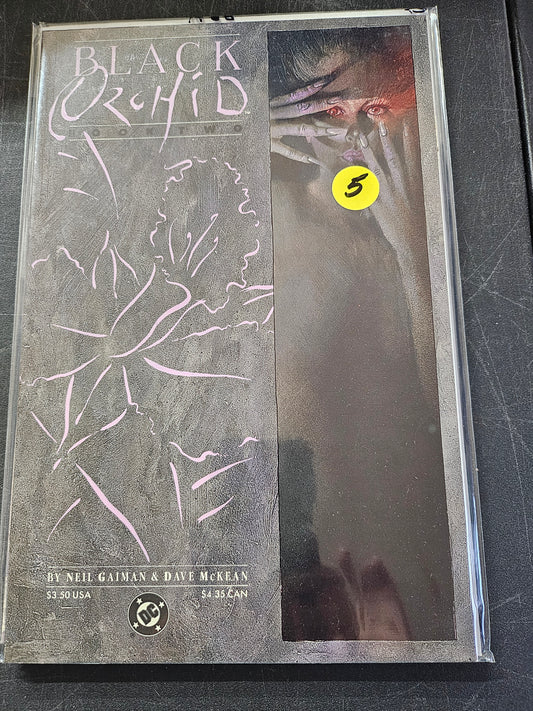 BLACK
ORCHID
BOOK TWO
5
BY NEIL GAIMAN & DAVE MCKEAN
$3.50 USA
$4.35 CAN
DC